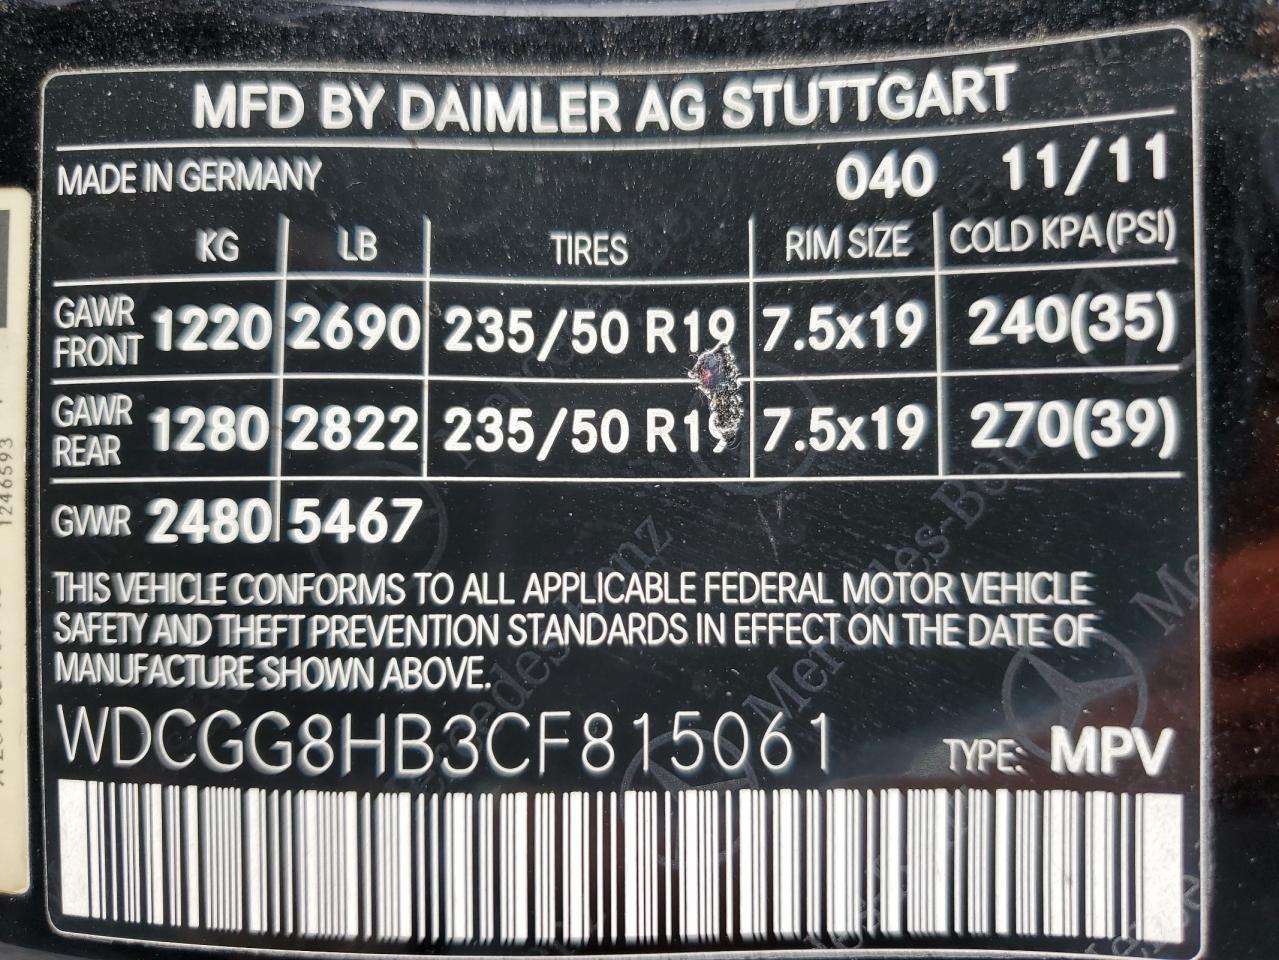 MFD BY DAIMLER AG STUTTGART
MADE IN GERMANY 040 11/11
KG LB TIRES RIM SIZE COLD KPA (PSI)
GAWR FRONT 1220 2690 235/50 R19 7.5x19 240(35)
GAWR REAR 1280 2822 235/50 R19 7.5x19 270(39)
GVWR 2480 5467
THIS VEHICLE CONFORMS TO ALL APPLICABLE FEDERAL MOTOR VEHICLE
SAFETY AND THEFT PREVENTION STANDARDS IN EFFECT ON THE DATE OF
MANUFACTURE SHOWN ABOVE.
WDCGG8HB3CF815061 TYPE: MPV
Mercedes-Benz
1246593